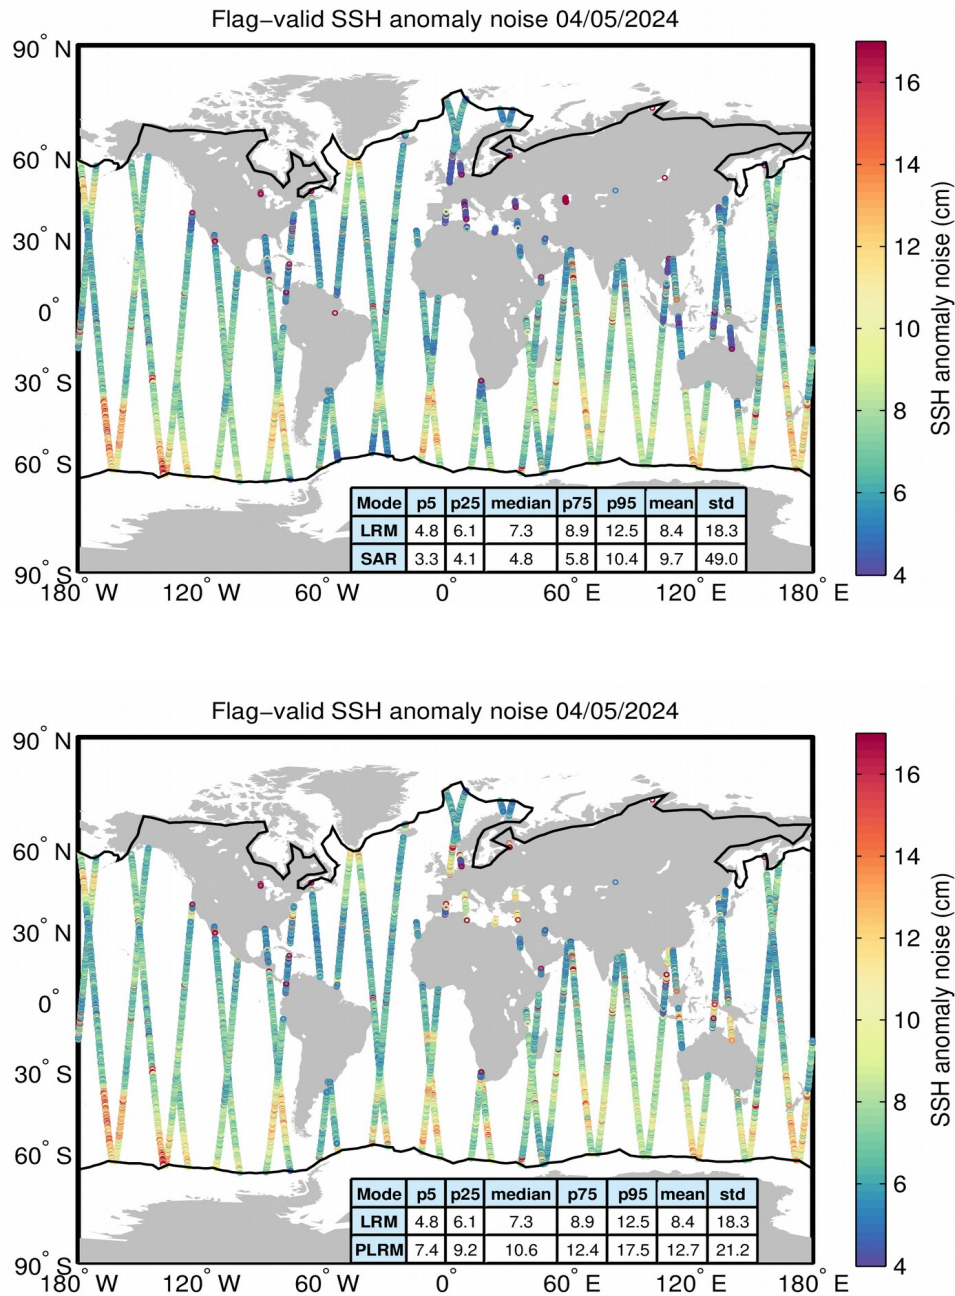 Flag−valid SSH anomaly noise 04/05/2024
90° N
60° N
30° N
0°
30° S
60° S
90° S
180° W
120° W
60° W
0°
60° E
120° E
180° E
16
14
12
10
8
6
4
SSH anomaly noise (cm)
Mode p5 p25 median p75 p95 mean std
LRM 4.8 6.1 7.3 8.9 12.5 8.4 18.3
SAR 3.3 4.1 4.8 5.8 10.4 9.7 49.0
Flag−valid SSH anomaly noise 04/05/2024
90° N
60° N
30° N
0°
30° S
60° S
90° S
180° W
120° W
60° W
0°
60° E
120° E
180° E
16
14
12
10
8
6
4
SSH anomaly noise (cm)
Mode p5 p25 median p75 p95 mean std
LRM 4.8 6.1 7.3 8.9 12.5 8.4 18.3
PLRM 7.4 9.2 10.6 12.4 17.5 12.7 21.2